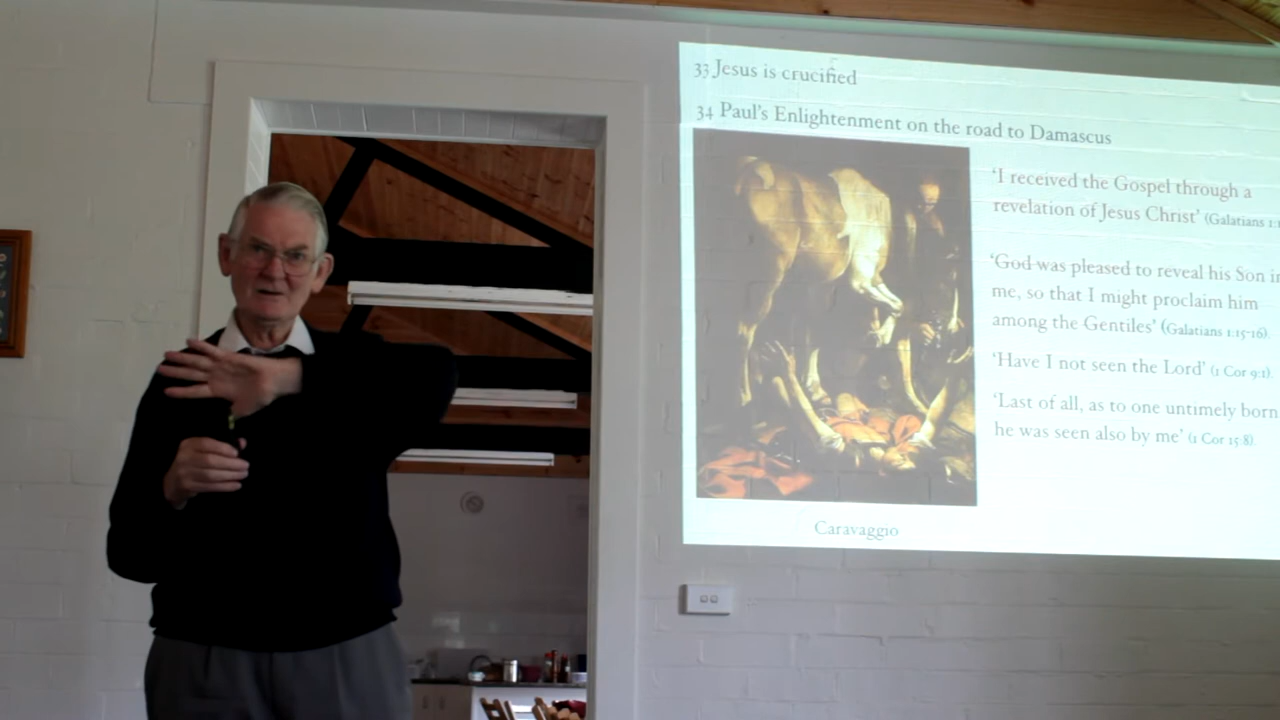 33 Jesus is crucified
34 Paul's Enlightenment on the road to Damascus
'I received the Gospel through a
revelation of Jesus Christ' (Galatians
'God was pleased to reveal his Son
me, so that I might proclaim him
among the Gentiles' (Galatians 1:15-16).
'Have I not seen the Lord' (1 Cor 9:1).
'Last of all, as to one untimely born
he was seen also by me' (1 Cor 15:8).
Caravaggio